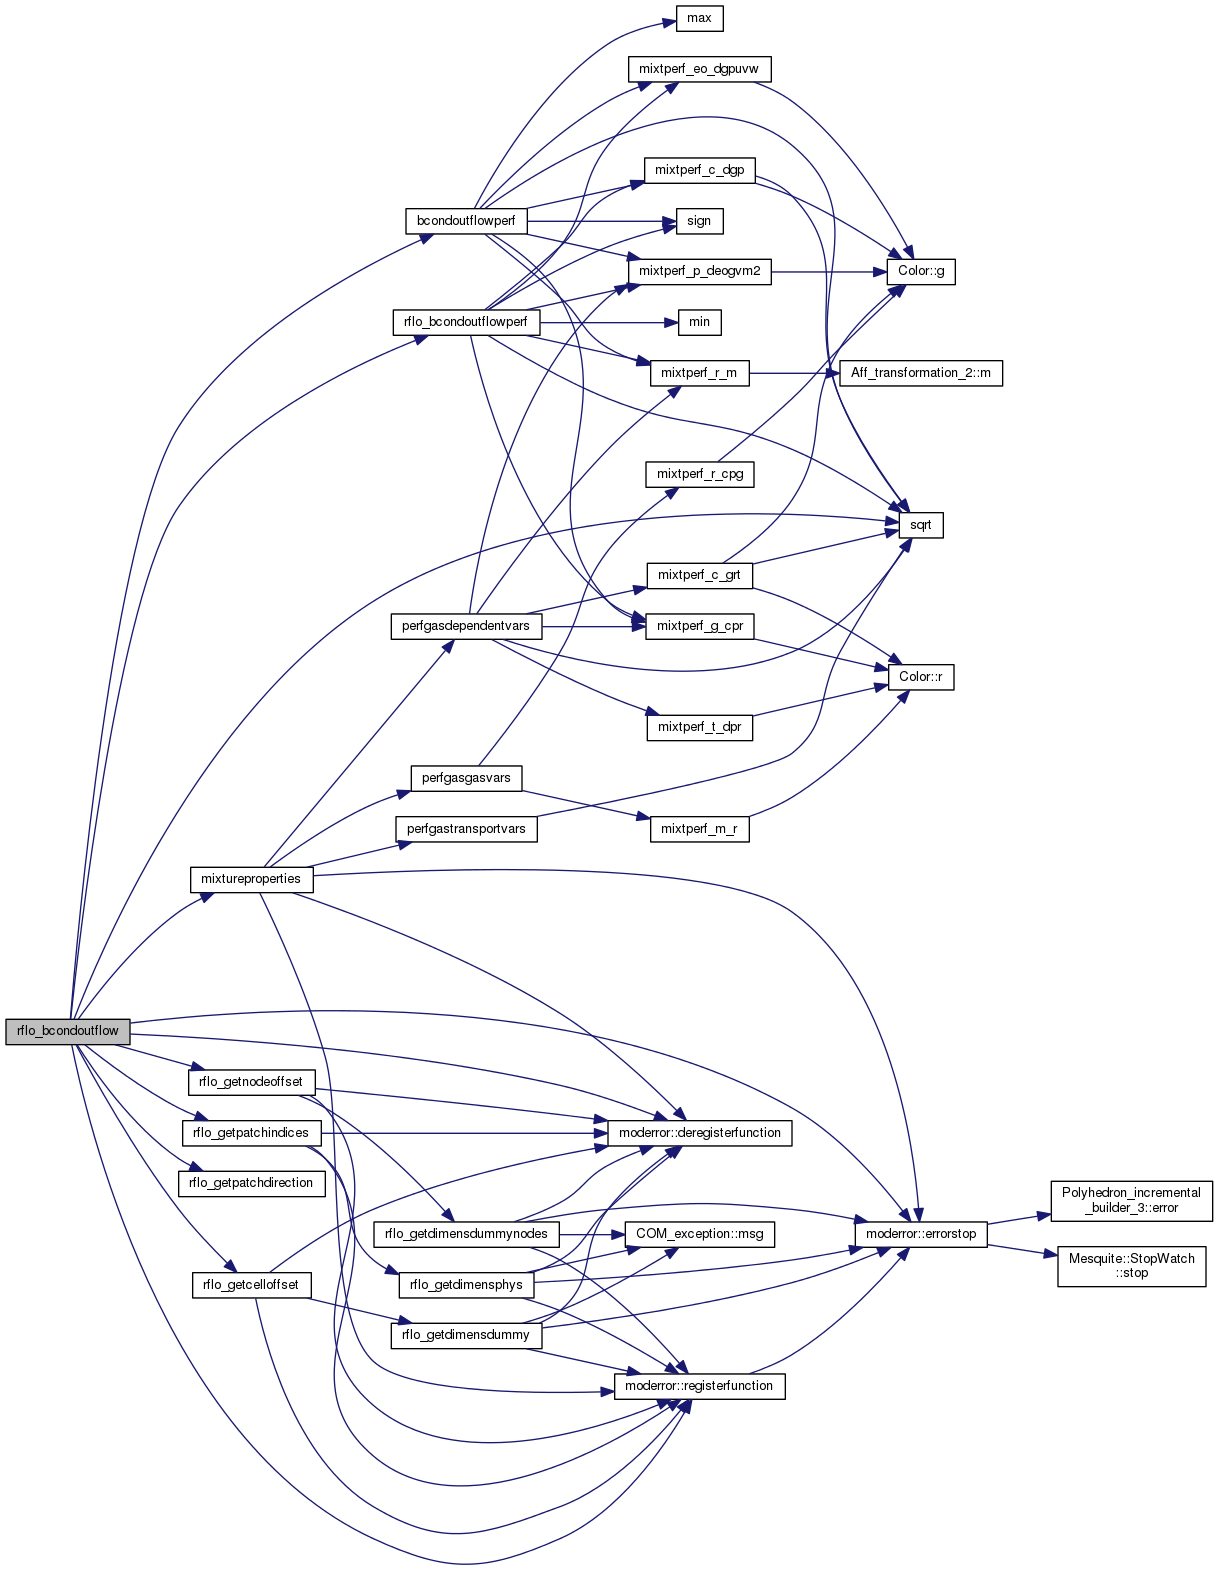 max
mixtperf_eo_dgpuvw
mixtperf_c_dgp
bcondoutflowperf
sign
mixtperf_p_deogvm2
Color::g
rflo_bcondoutflowperf
min
mixtperf_r_m
Aff_transformation_2::m
mixtperf_r_cpg
sqrt
mixtperf_c_grt
perfgasdependentvars
mixtperf_g_cpr
Color::r
mixtperf_t_dpr
perfgasgasvars
perfgastransportvars
mixtperf_m_r
mixtureproperties
rflo_bcondoutflow
rflo_getnodeoffset
rflo_getpatchindices
moderror::deregisterfunction
rflo_getpatchdirection
Polyhedron_incremental
_builder_3::error
rflo_getdimensdummynodes
COM_exception::msg
moderror::errorstop
Mesquite::StopWatch
::stop
rflo_getcelloffset
rflo_getdimensphys
rflo_getdimensdummy
moderror::registerfunction